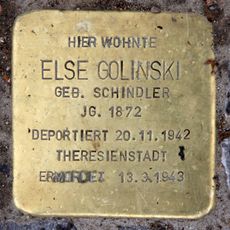 HIER WOHNTE
ELSE GOLINSKI
GEB. SCHINDLER
JG. 1872
DEPORTIERT 20.11.1942
THERESIENSTADT
ERMORDET 13.3.1943